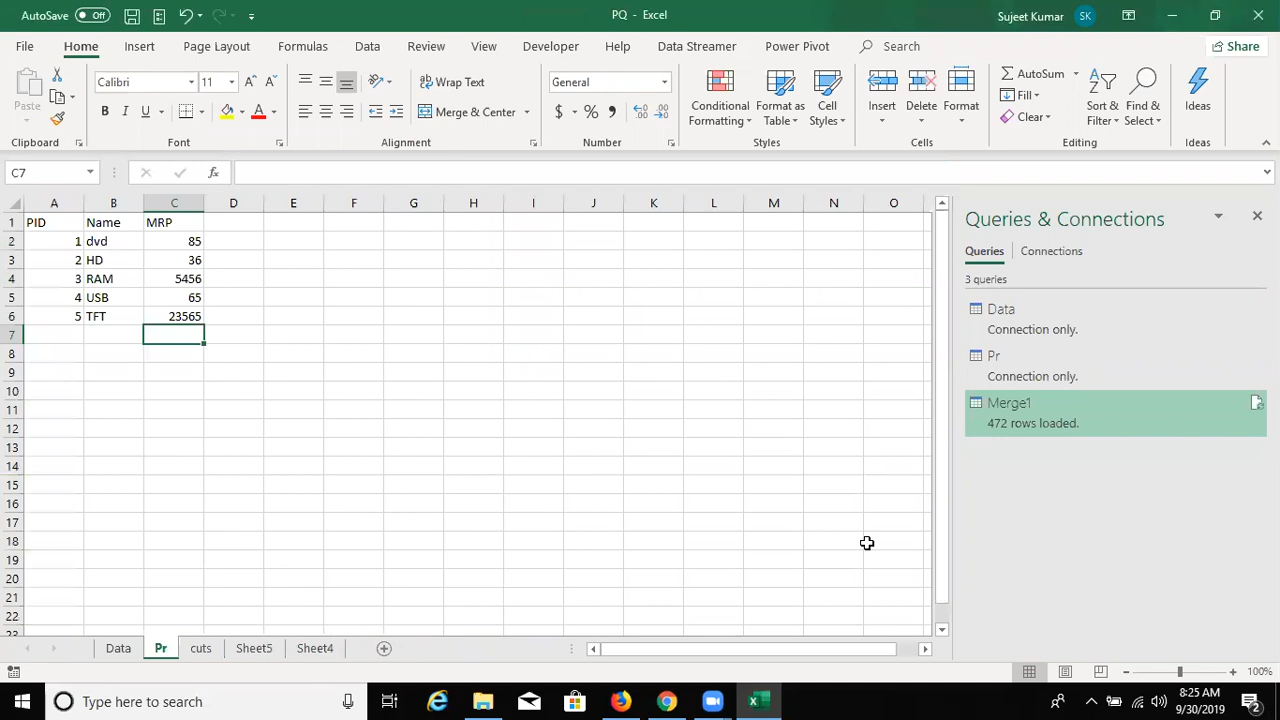 AutoSave Off PQ - Excel Sujeet Kumar SK
File Home Insert Page Layout Formulas Data Review View Developer Help Data Streamer Power Pivot Search Share
Paste Calibri 11 Wrap Text General AutoSum
B I U Merge & Center $ % Conditional Formatting Format as Table Cell Styles Insert Delete Format Fill Clear Sort & Filter Find & Select Ideas
Clipboard Font Alignment Number Styles Cells Editing Ideas
C7 fx
A B C D E F G H I J K L M N O
1 PID Name MRP
2 1 dvd 85
3 2 HD 36
4 3 RAM 5456
5 4 USB 65
6 5 TFT 23565
7
8
9
10
11
12
13
14
15
16
17
18
19
20
21
22
23
Queries & Connections
Queries Connections
3 queries
Data
Connection only.
Pr
Connection only.
Merge1
472 rows loaded.
Data Pr cuts Sheet5 Sheet4
100%
Type here to search
8:25 AM
9/30/2019
2